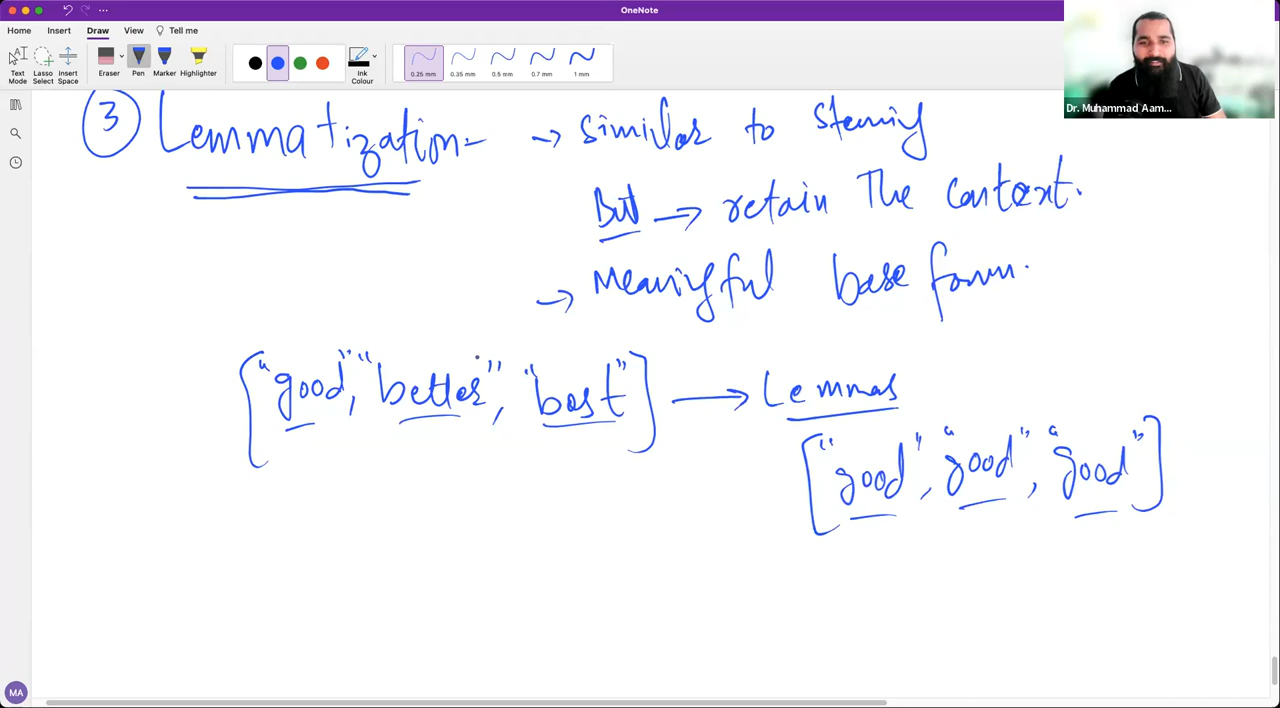 OneNote
Home Insert Draw View Tell me
Text Mode Lasso Select Insert Space Eraser Pen Marker Highlighter 0.25 mm 0.35 mm 0.5 mm 0.7 mm 1 mm Ink Colour
Dr. Muhammad Aam...
③ Lemmatization → Similar to Steming
But → retain The context.
→ Meaningful base form.
["good", "better", "best"] → Lemmas
["good", "good", "good"]
MA